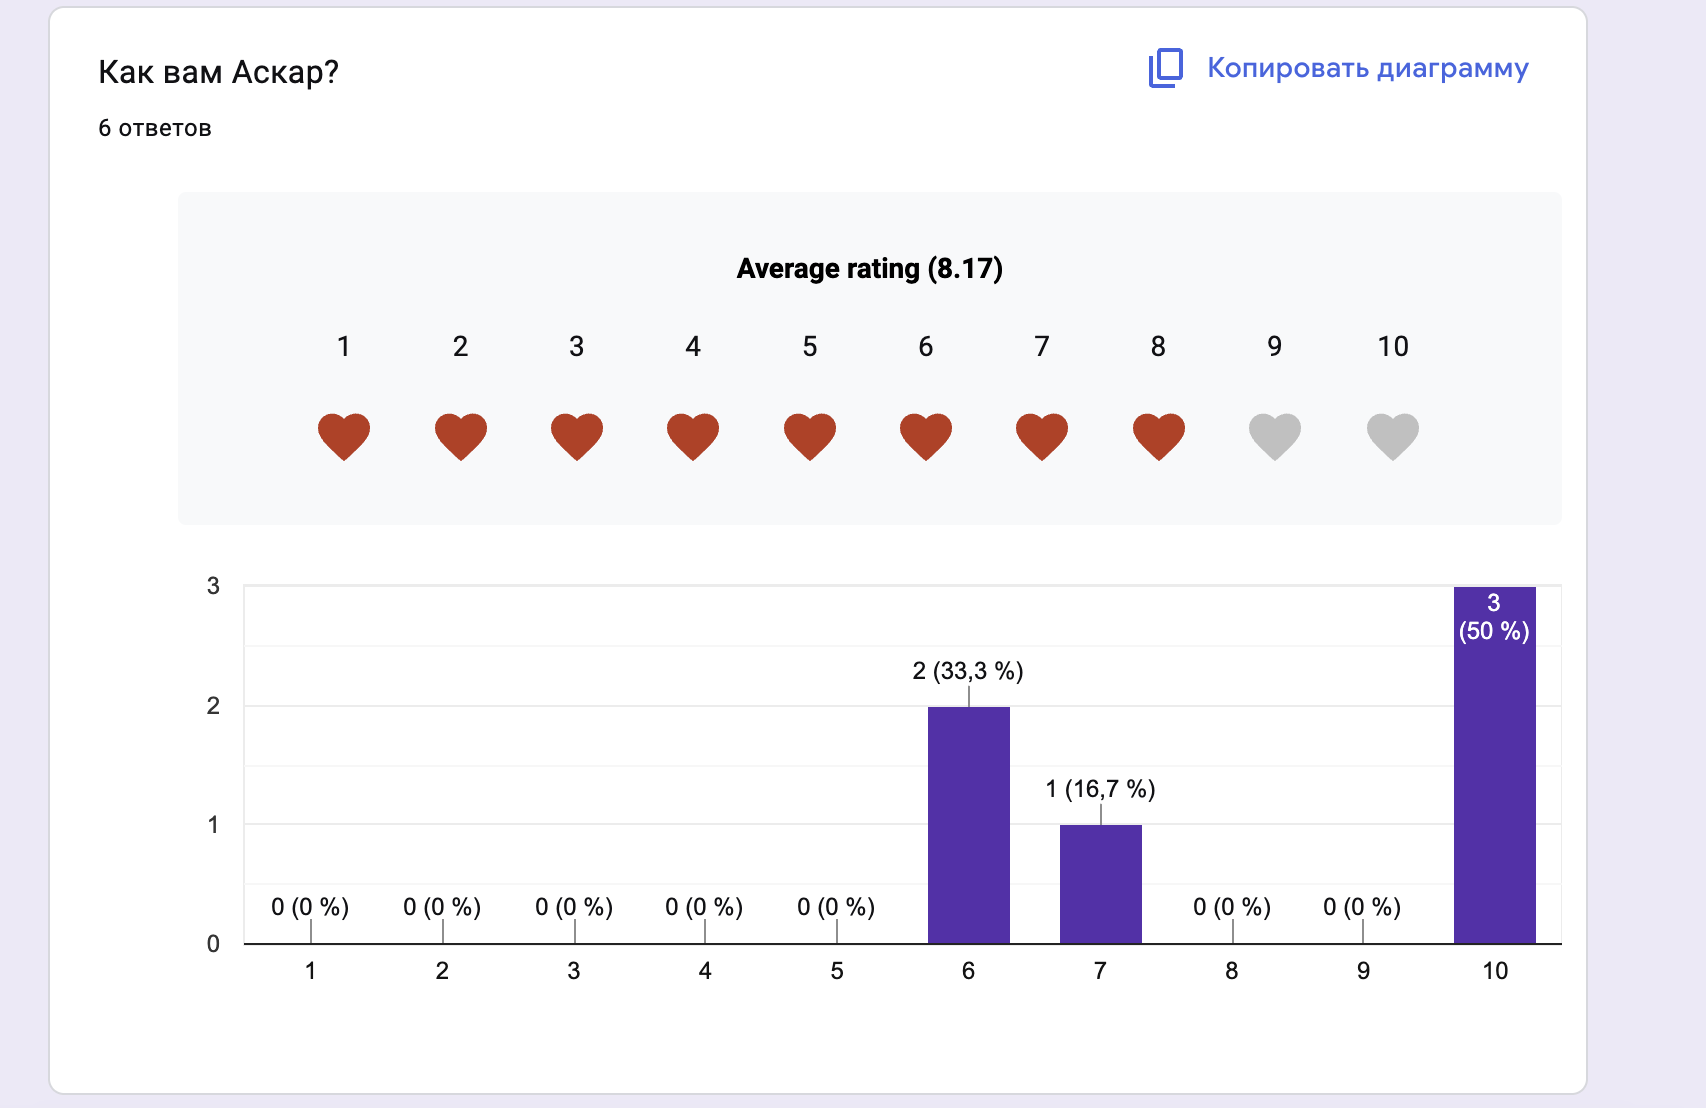 Как вам Аскар?
Копировать диаграмму
6 ответов
Average rating (8.17)
1 2 3 4 5 6 7 8 9 10
3
3
(50 %)
2 (33,3 %)
2
1 (16,7 %)
1
0 (0 %) 0 (0 %) 0 (0 %) 0 (0 %) 0 (0 %) 0 (0 %) 0 (0 %)
0
1 2 3 4 5 6 7 8 9 10